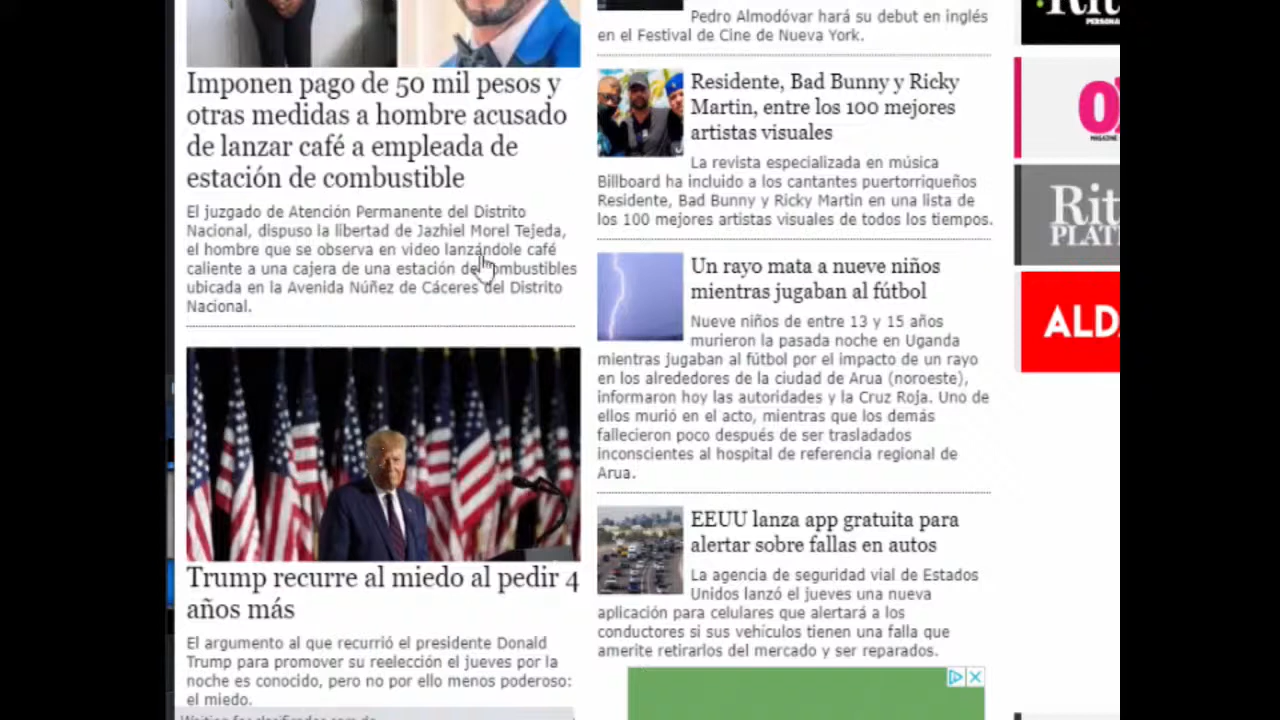 Imponen pago de 50 mil pesos y
otras medidas a hombre acusado
de lanzar café a empleada de
estación de combustible
El juzgado de Atención Permanente del Distrito
Nacional, dispuso la libertad de Jazhiel Morel Tejeda,
el hombre que se observa en video lanzándole café
caliente a una cajera de una estación de combustibles
ubicada en la Avenida Núñez de Cáceres del Distrito
Nacional.
Trump recurre al miedo al pedir 4
años más
El argumento al que recurrió el presidente Donald
Trump para promover su reelección el jueves por la
noche es conocido, pero no por ello menos poderoso:
el miedo.
Pedro Almodóvar hará su debut en inglés
en el Festival de Cine de Nueva York.
Residente, Bad Bunny y Ricky
Martin, entre los 100 mejores
artistas visuales
La revista especializada en música
Billboard ha incluido a los cantantes puertorriqueños
Residente, Bad Bunny y Ricky Martin en una lista de
los 100 mejores artistas visuales de todos los tiempos.
Un rayo mata a nueve niños
mientras jugaban al fútbol
Nueve niños de entre 13 y 15 años
murieron la pasada noche en Uganda
mientras jugaban al fútbol por el impacto de un rayo
en los alrededores de la ciudad de Arua (noroeste),
informaron hoy las autoridades y la Cruz Roja. Uno de
ellos murió en el acto, mientras que los demás
fallecieron poco después de ser trasladados
inconscientes al hospital de referencia regional de
Arua.
EEUU lanza app gratuita para
alertar sobre fallas en autos
La agencia de seguridad vial de Estados
Unidos lanzó el jueves una nueva
aplicación para celulares que alertará a los
conductores si sus vehículos tienen una falla que
amerite retirarlos del mercado y ser reparados.
Rit
PLATI
ALD